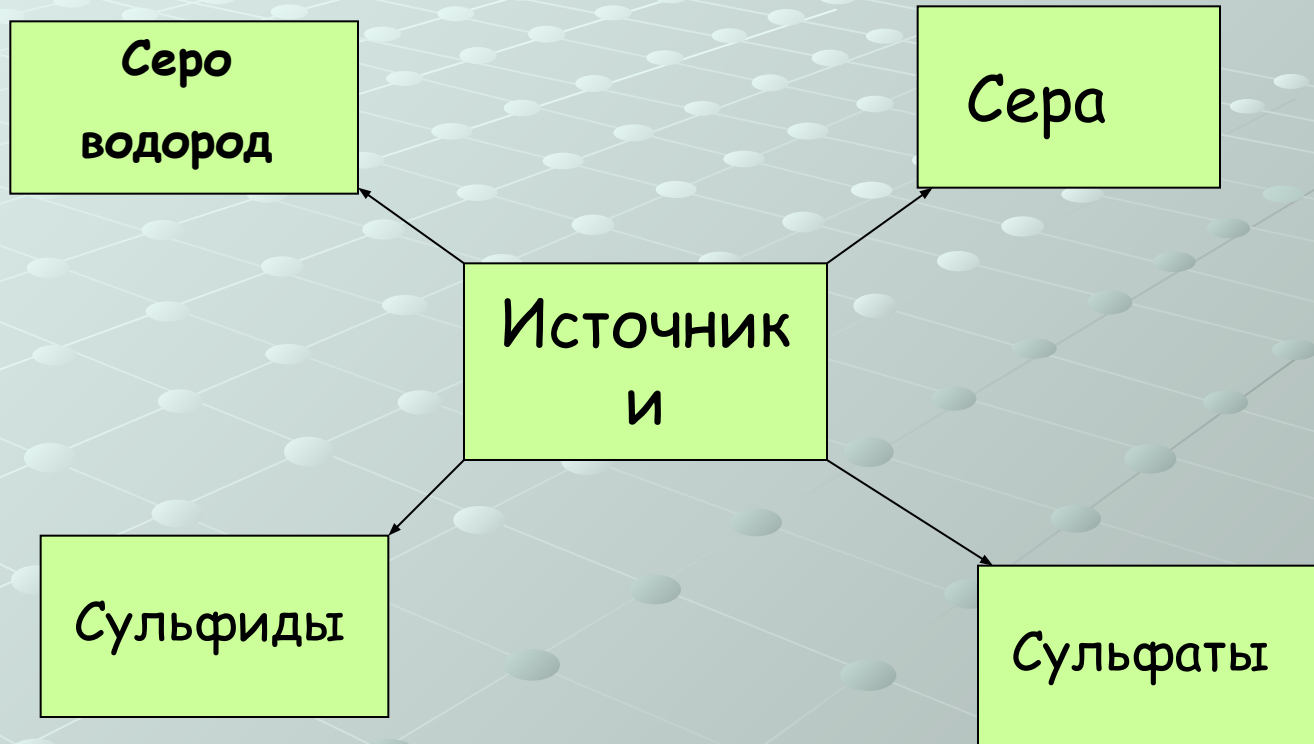 Серо
водород
Сера
Источник
и
Сульфиды
Сульфаты